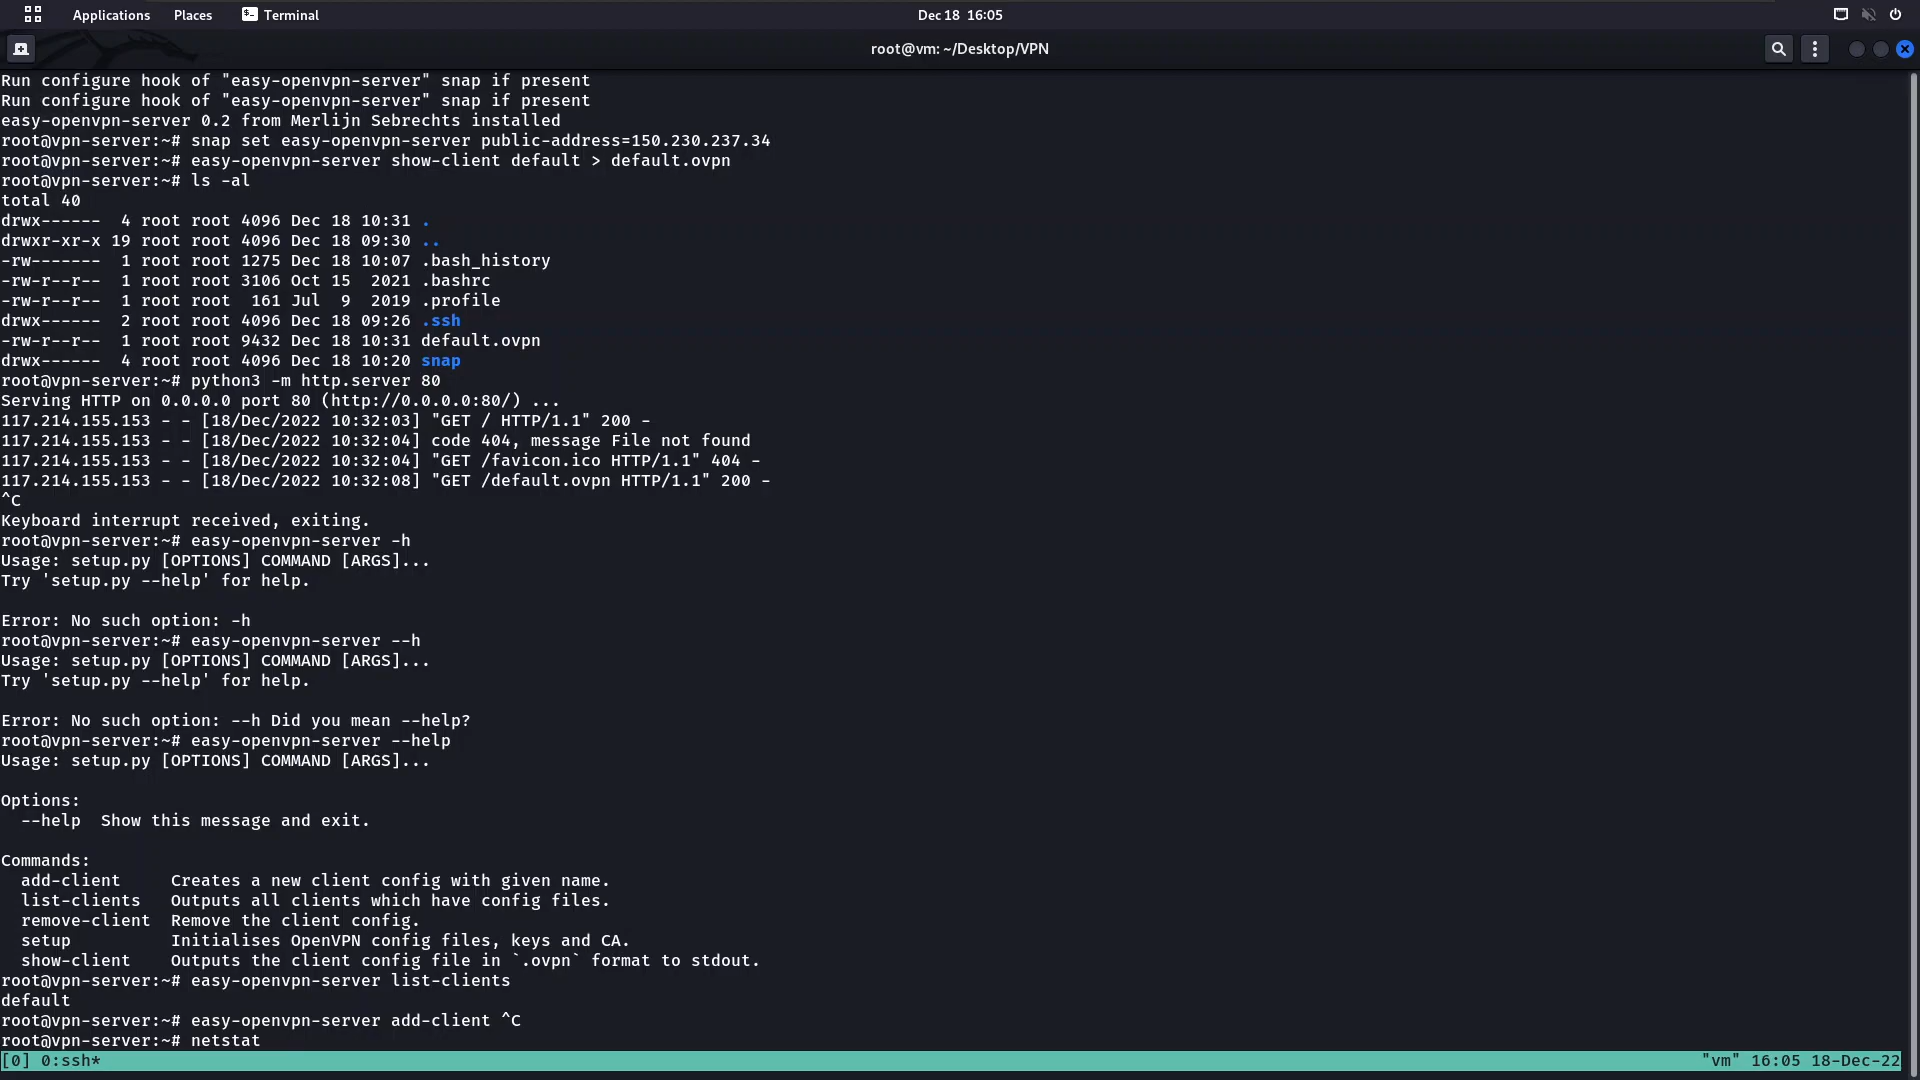 Applications Places Terminal Dec 18 16:05
root@vm: ~/Desktop/VPN
Run configure hook of "easy-openvpn-server" snap if present
Run configure hook of "easy-openvpn-server" snap if present
easy-openvpn-server 0.2 from Merlijn Sebrechts installed
root@vpn-server:~# snap set easy-openvpn-server public-address=150.230.237.34
root@vpn-server:~# easy-openvpn-server show-client default > default.ovpn
root@vpn-server:~# ls -al
total 40
drwx------  4 root root 4096 Dec 18 10:31 .
drwxr-xr-x 19 root root 4096 Dec 18 09:30 ..
-rw-------  1 root root 1275 Dec 18 10:07 .bash_history
-rw-r--r--  1 root root 3106 Oct 15  2021 .bashrc
-rw-r--r--  1 root root  161 Jul  9  2019 .profile
drwx------  2 root root 4096 Dec 18 09:26 .ssh
-rw-r--r--  1 root root 9432 Dec 18 10:31 default.ovpn
drwx------  4 root root 4096 Dec 18 10:20 snap
root@vpn-server:~# python3 -m http.server 80
Serving HTTP on 0.0.0.0 port 80 (http://0.0.0.0:80/) ...
117.214.155.153 - - [18/Dec/2022 10:32:03] "GET / HTTP/1.1" 200 -
117.214.155.153 - - [18/Dec/2022 10:32:04] code 404, message File not found
117.214.155.153 - - [18/Dec/2022 10:32:04] "GET /favicon.ico HTTP/1.1" 404 -
117.214.155.153 - - [18/Dec/2022 10:32:08] "GET /default.ovpn HTTP/1.1" 200 -
^C
Keyboard interrupt received, exiting.
root@vpn-server:~# easy-openvpn-server -h
Usage: setup.py [OPTIONS] COMMAND [ARGS]...
Try 'setup.py --help' for help.

Error: No such option: -h
root@vpn-server:~# easy-openvpn-server --h
Usage: setup.py [OPTIONS] COMMAND [ARGS]...
Try 'setup.py --help' for help.

Error: No such option: --h Did you mean --help?
root@vpn-server:~# easy-openvpn-server --help
Usage: setup.py [OPTIONS] COMMAND [ARGS]...

Options:
  --help  Show this message and exit.

Commands:
  add-client     Creates a new client config with given name.
  list-clients   Outputs all clients which have config files.
  remove-client  Remove the client config.
  setup          Initialises OpenVPN config files, keys and CA.
  show-client    Outputs the client config file in `.ovpn` format to stdout.
root@vpn-server:~# easy-openvpn-server list-clients
default
root@vpn-server:~# easy-openvpn-server add-client ^C
root@vpn-server:~# netstat
[0] 0:ssh* "vm" 16:05 18-Dec-22